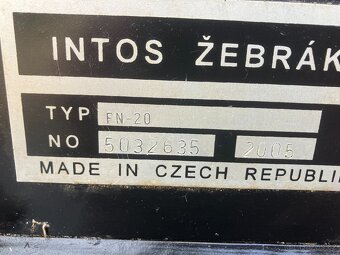 INTOS ŽEBRÁK
TYP FN-20
NO 5032635 2005
MADE IN CZECH REPUBLI